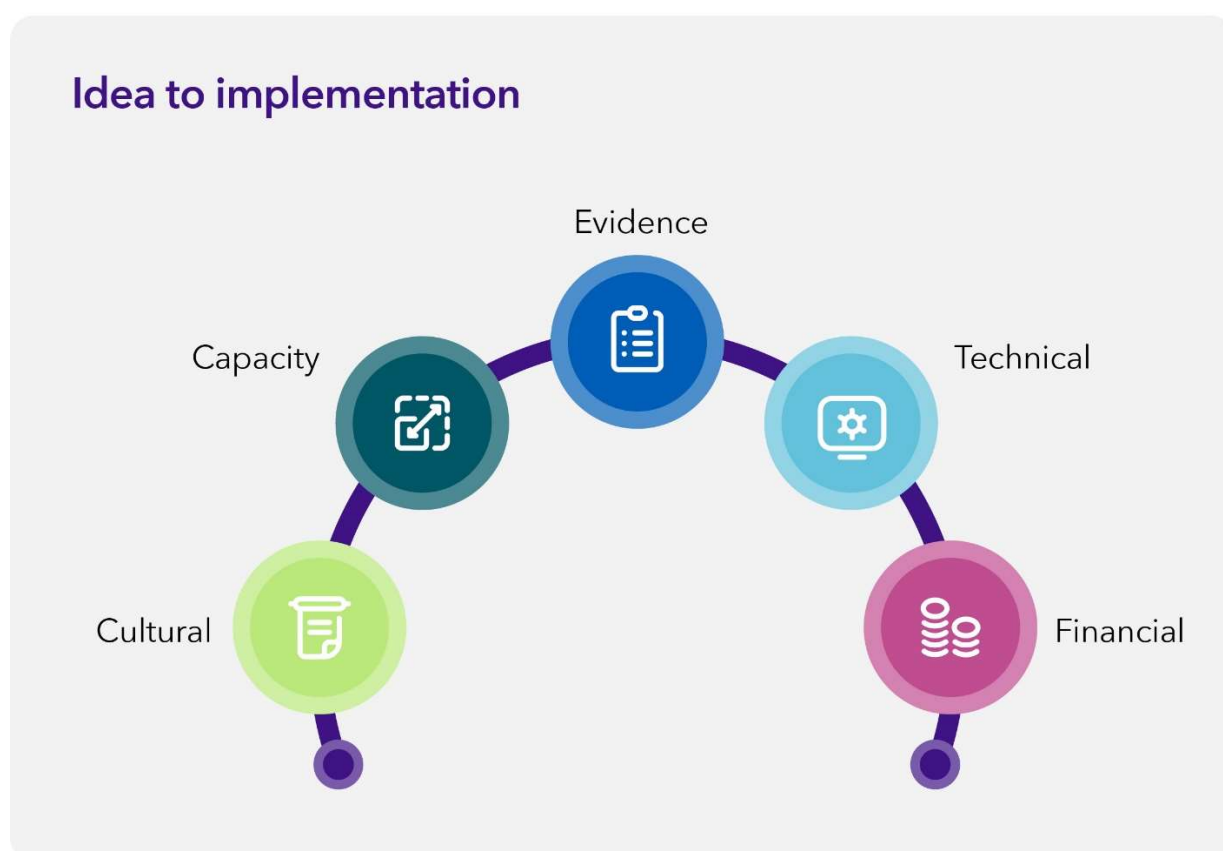 Idea to implementation
Evidence
Capacity
Technical
Cultural
Financial